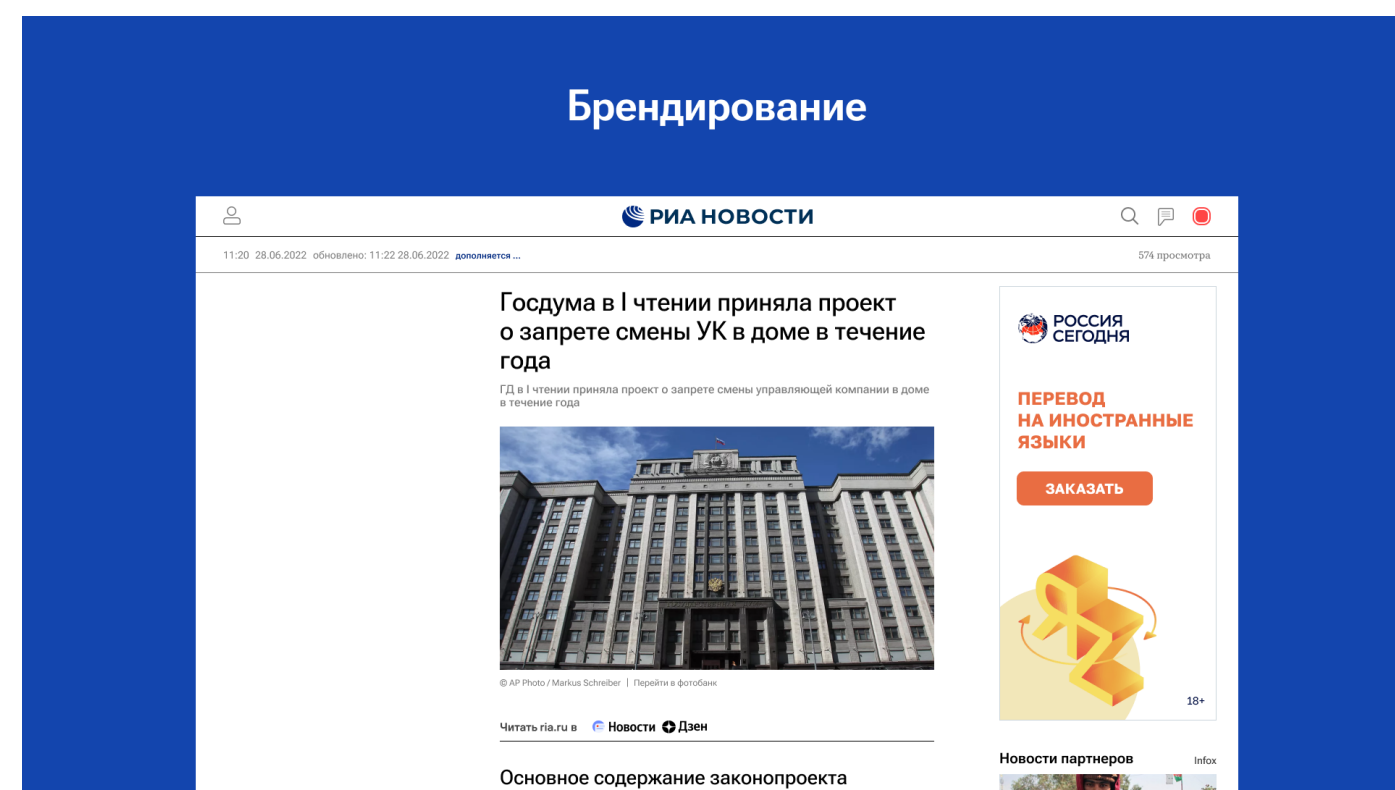 Брендирование
РИА НОВОСТИ
11:20 28.06.2022 обновлено: 11:22 28.06.2022 дополняется ...
574 просмотра
Госдума в I чтении приняла проект
о запрете смены УК в доме в течение
года
ГД в I чтении приняла проект о запрете смены управляющей компании в доме
в течение года
© AP Photo / Markus Schreiber | Перейти в фотобанк
Читать ria.ru в Новости Дзен
Основное содержание законопроекта
РОССИЯ
СЕГОДНЯ
ПЕРЕВОД
НА ИНОСТРАННЫЕ
ЯЗЫКИ
ЗАКАЗАТЬ
Я
Z
18+
Новости партнеров
Infox